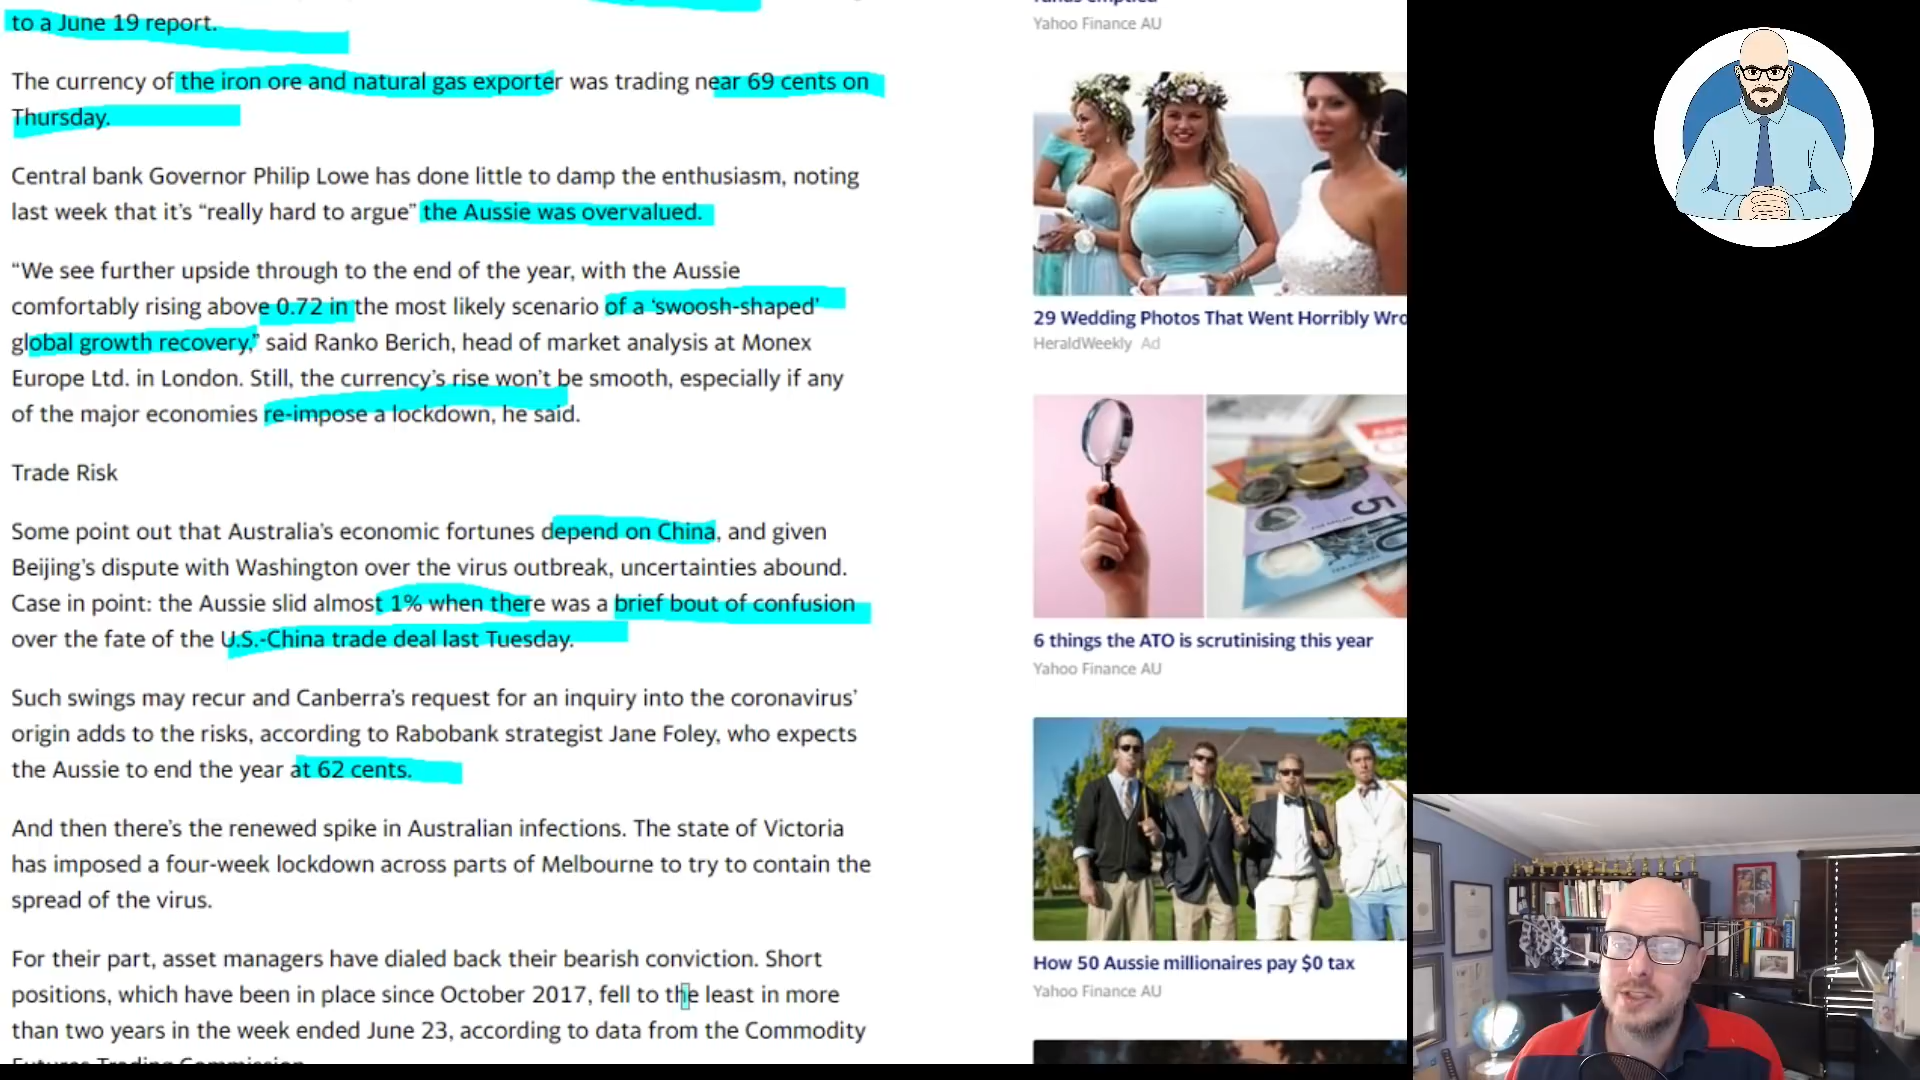 to a June 19 report.
The currency of the iron ore and natural gas exporter was trading near 69 cents on
Thursday.
Central bank Governor Philip Lowe has done little to damp the enthusiasm, noting
last week that it's “really hard to argue” the Aussie was overvalued.
“We see further upside through to the end of the year, with the Aussie
comfortably rising above 0.72 in the most likely scenario of a ‘swoosh-shaped’
global growth recovery,” said Ranko Berich, head of market analysis at Monex
Europe Ltd. in London. Still, the currency's rise won't be smooth, especially if any
of the major economies re-impose a lockdown, he said.
Trade Risk
Some point out that Australia's economic fortunes depend on China, and given
Beijing's dispute with Washington over the virus outbreak, uncertainties abound.
Case in point: the Aussie slid almost 1% when there was a brief bout of confusion
over the fate of the U.S.-China trade deal last Tuesday.
Such swings may recur and Canberra's request for an inquiry into the coronavirus'
origin adds to the risks, according to Rabobank strategist Jane Foley, who expects
the Aussie to end the year at 62 cents.
And then there's the renewed spike in Australian infections. The state of Victoria
has imposed a four-week lockdown across parts of Melbourne to try to contain the
spread of the virus.
For their part, asset managers have dialed back their bearish conviction. Short
positions, which have been in place since October 2017, fell to the least in more
than two years in the week ended June 23, according to data from the Commodity
Yahoo Finance AU
29 Wedding Photos That Went Horribly Wro
HeraldWeekly Ad
6 things the ATO is scrutinising this year
Yahoo Finance AU
How 50 Aussie millionaires pay $0 tax
Yahoo Finance AU